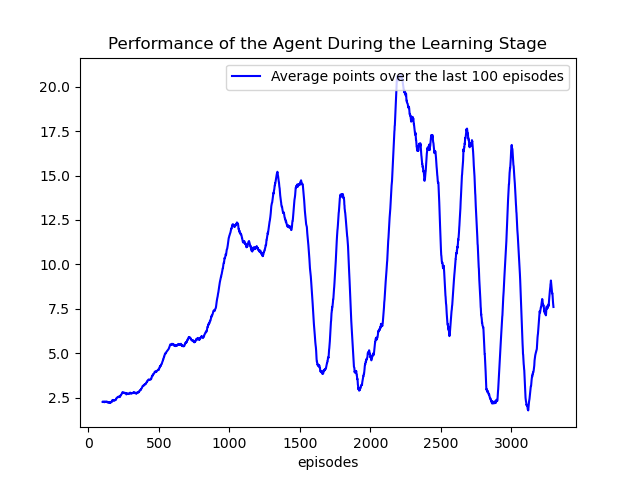 Performance of the Agent During the Learning Stage
Average points over the last 100 episodes
20.0
17.5
15.0
12.5
10.0
7.5
5.0
2.5
0 500 1000 1500 2000 2500 3000
episodes